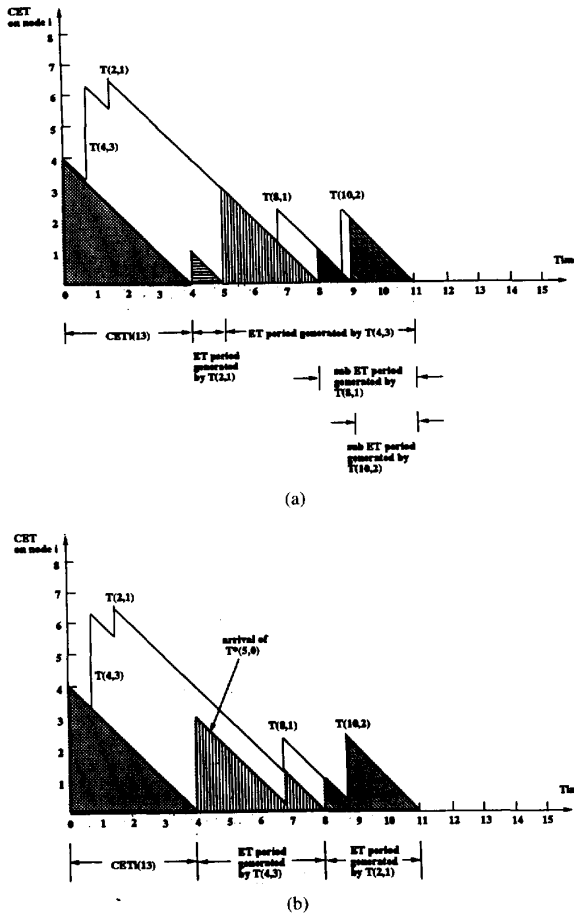 CET
on node i
8
7
6
5
4
3
2
1
T(2,1)
T(4,3)
T(8,1)
T(10,2)
Time
0 1 2 3 4 5 6 7 8 9 10 11 12 13 14 15
CETi(13)
ET period
generated
by T(2,1)
ET period generated by T(4,3)
sub ET period
generated by
T(8,1)
sub ET period
generated by
T(10,2)
(a)
CET
on node i
8
7
6
5
4
3
2
1
T(2,1)
T(4,3)
arrival of
T*(5,0)
T(8,1)
T(10,2)
Tim
0 1 2 3 4 5 6 7 8 9 10 11 12 13 14 15
CETi(13)
ET period
generated
by T(4,3)
ET period
generated
by T(2,1)
(b)